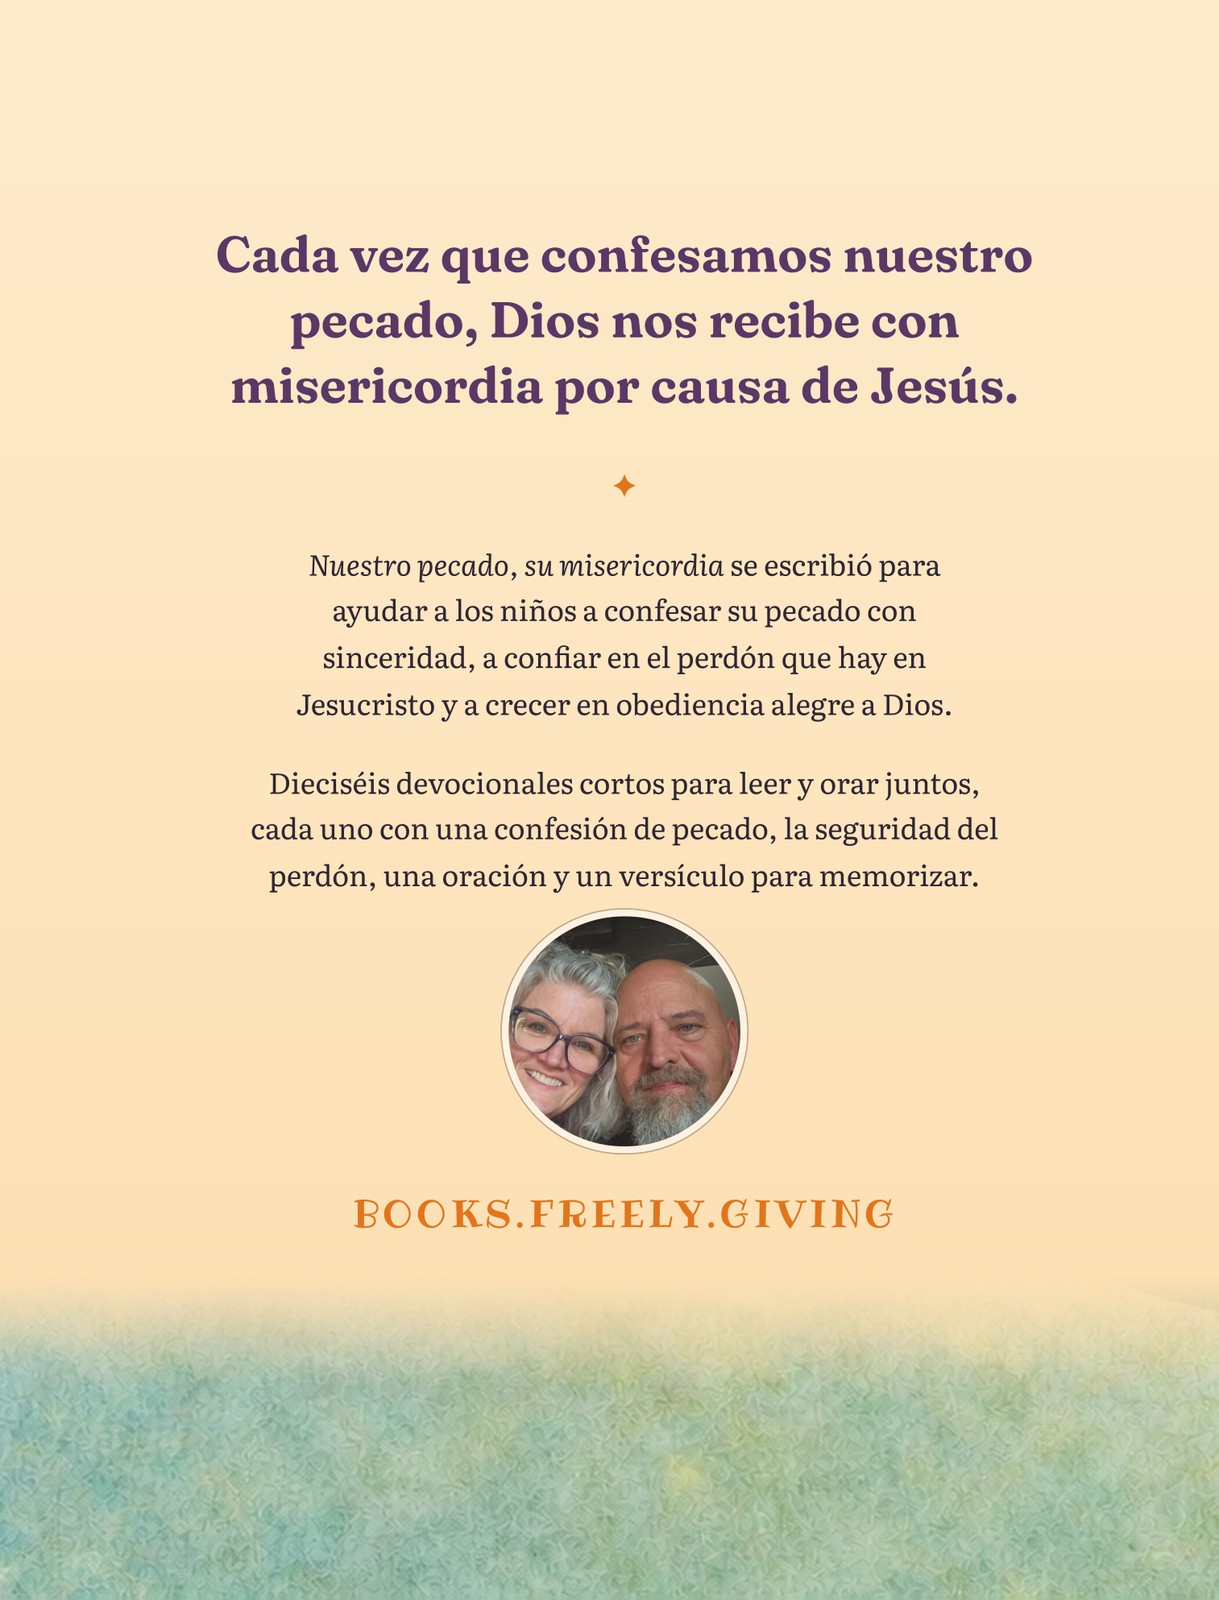 Cada vez que confesamos nuestro
pecado, Dios nos recibe con
misericordia por causa de Jesús.
Nuestro pecado, su misericordia se escribió para
ayudar a los niños a confesar su pecado con
sinceridad, a confiar en el perdón que hay en
Jesucristo y a crecer en obediencia alegre a Dios.
Dieciséis devocionales cortos para leer y orar juntos,
cada uno con una confesión de pecado, la seguridad del
perdón, una oración y un versículo para memorizar.
BOOKS.FREELY.GIVING